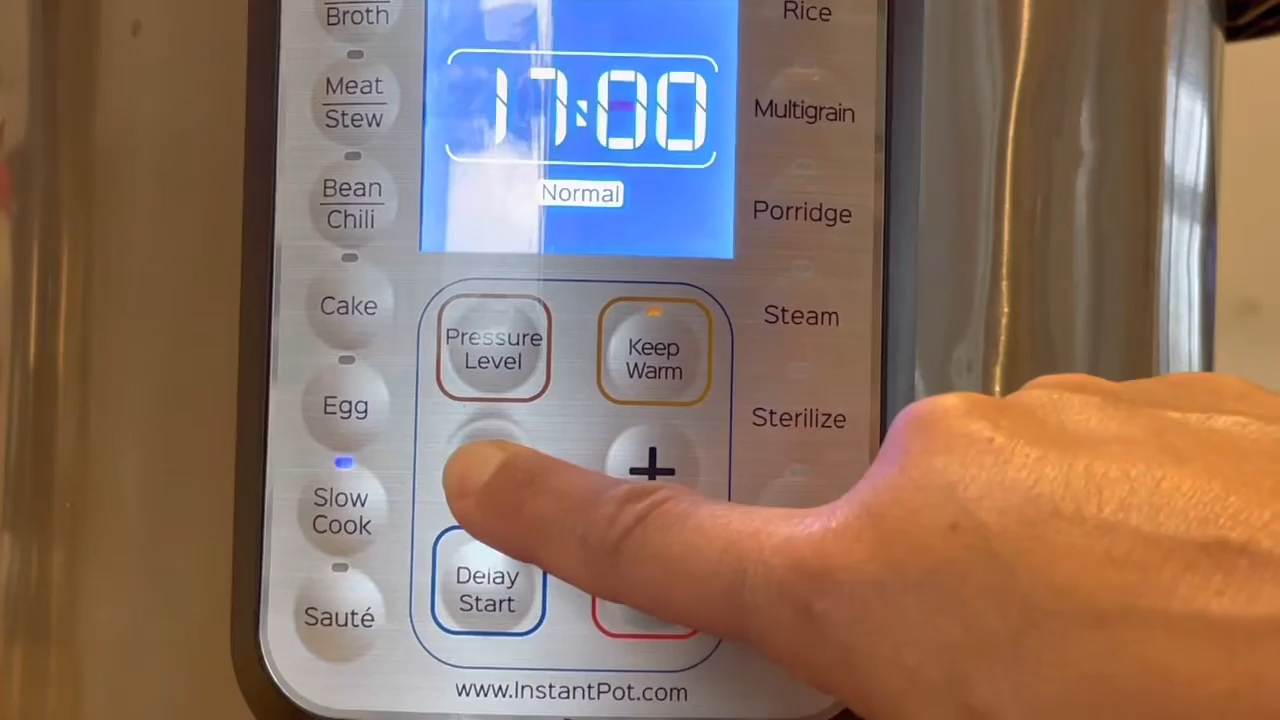 Broth
Meat
Stew
Bean
Chili
Cake
Egg
Slow
Cook
Sauté
17:00
Normal
Pressure
Level
Keep
Warm
+
Delay
Start
Rice
Multigrain
Porridge
Steam
Sterilize
www.InstantPot.com